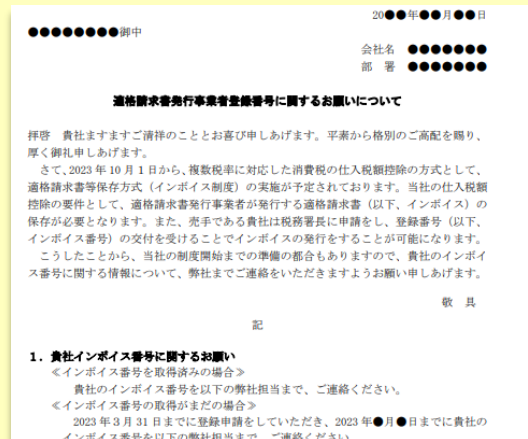 20●●年●●月●●日
●●●●●●●●御中
会社名　●●●●●●●
部　署　●●●●●●●
適格請求書発行事業者登録番号に関するお願いについて
拝啓　貴社ますますご清祥のこととお喜び申しあげます。平素から格別のご高配を賜り、
厚く御礼申しあげます。
さて、2023年10月1日から、複数税率に対応した消費税の仕入税額控除の方式として、
適格請求書等保存方式（インボイス制度）の実施が予定されております。当社の仕入税額
控除の要件として、適格請求書発行事業者が発行する適格請求書（以下、インボイス）の
保存が必要となります。また、売手である貴社は税務署長に申請をし、登録番号（以下、
インボイス番号）の交付を受けることでインボイスの発行をすることが可能になります。
こうしたことから、当社の制度開始までの準備の都合もありますので、貴社のインボイ
ス番号に関する情報について、弊社までご連絡をいただきますようお願い申しあげます。
敬　具
記
1．貴社インボイス番号に関するお願い
≪インボイス番号を取得済みの場合≫
貴社のインボイス番号を以下の弊社担当まで、ご連絡ください。
≪インボイス番号の取得がまだの場合≫
2023年3月31日までに登録申請をしていただき、2023年●月●日までに貴社の
インボイス番号を以下の弊社担当まで、ご連絡ください